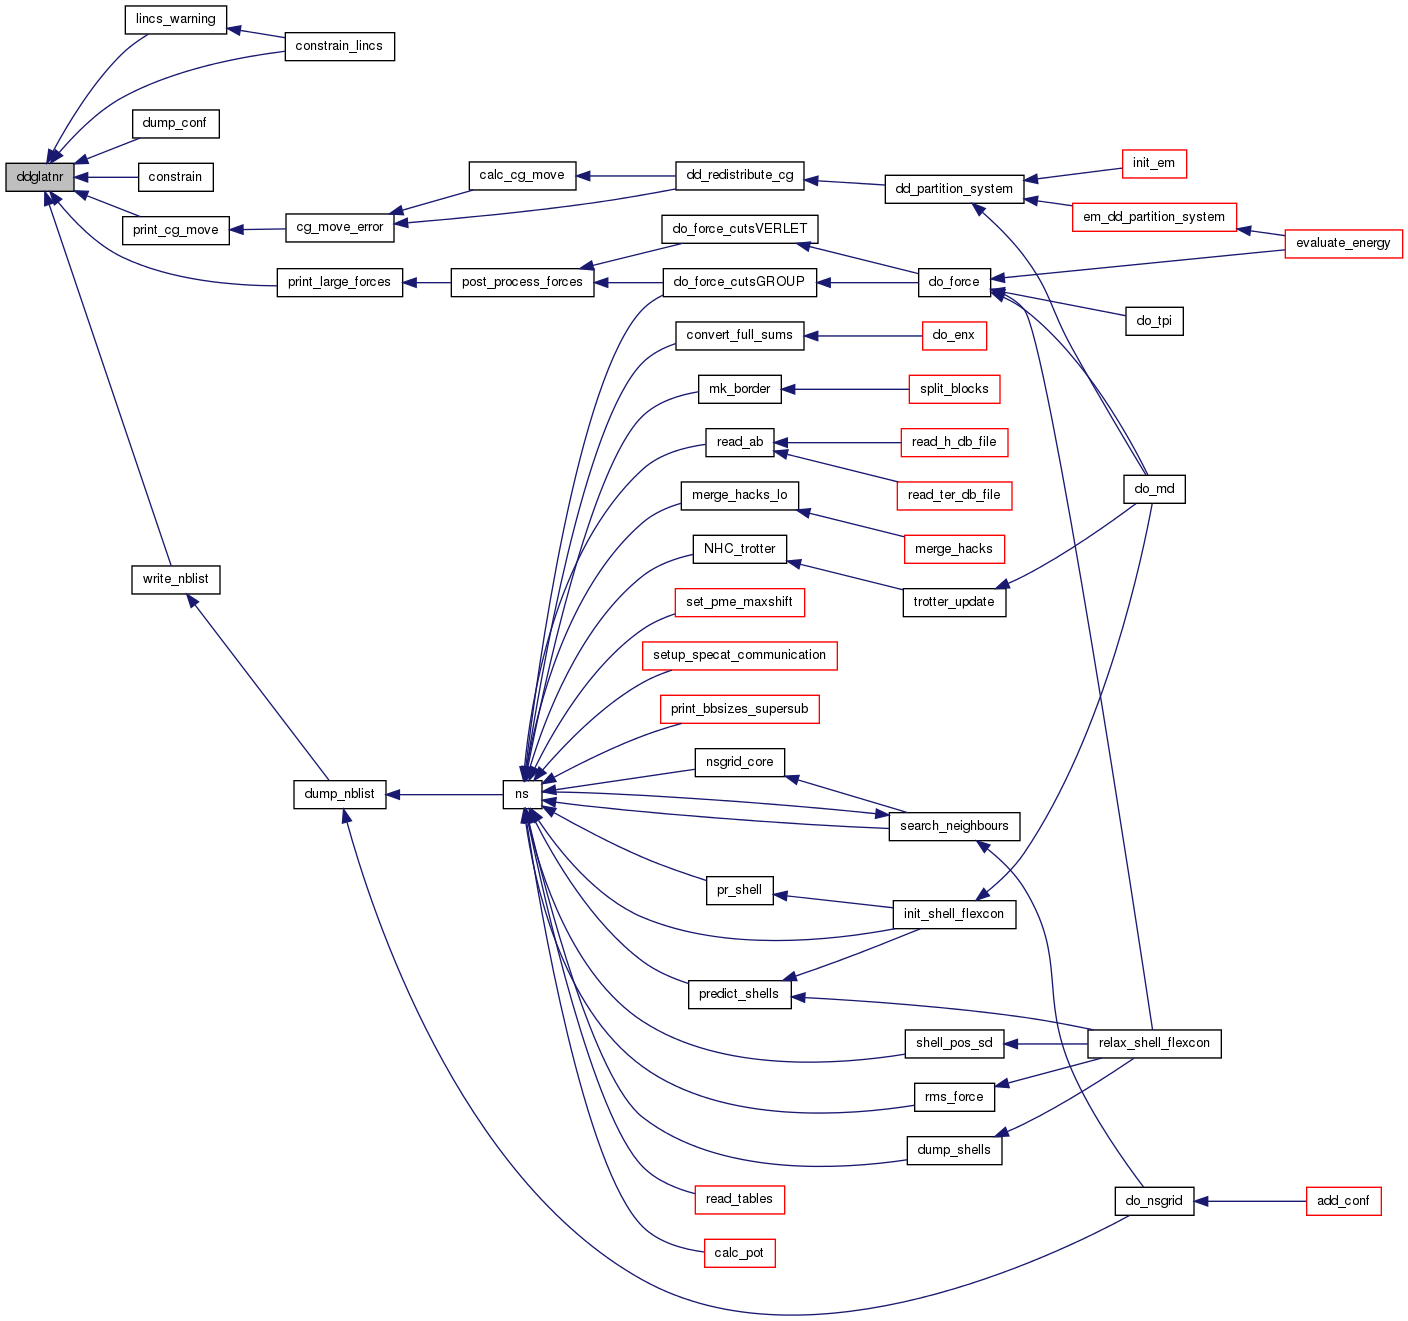 lincs_warning
constrain_lincs
dump_conf
ddglatnr
constrain
print_cg_move
cg_move_error
calc_cg_move
dd_redistribute_cg
dd_partition_system
init_em
em_dd_partition_system
evaluate_energy
do_force_cutsVERLET
print_large_forces
post_process_forces
do_force_cutsGROUP
do_force
do_tpi
convert_full_sums
do_enx
mk_border
split_blocks
read_ab
read_h_db_file
read_ter_db_file
merge_hacks_lo
merge_hacks
do_md
NHC_trotter
trotter_update
write_nblist
set_pme_maxshift
setup_specat_communication
print_bbsizes_supersub
nsgrid_core
dump_nblist
ns
search_neighbours
pr_shell
init_shell_flexcon
predict_shells
shell_pos_sd
relax_shell_flexcon
rms_force
dump_shells
read_tables
do_nsgrid
add_conf
calc_pot